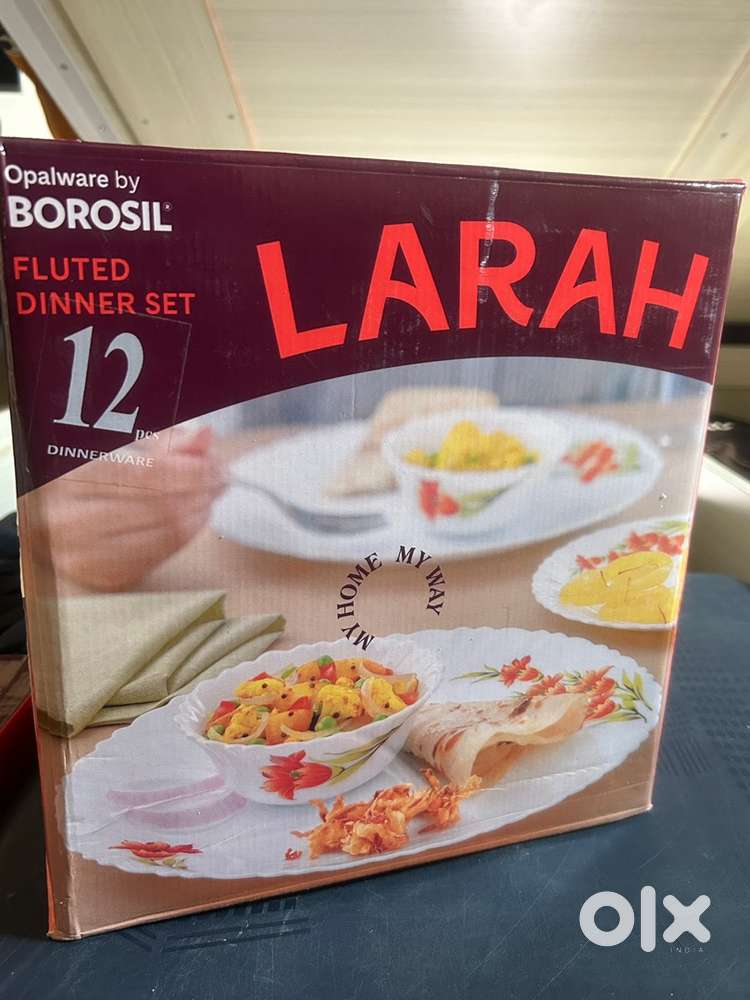 Opalware by
BOROSIL®
LARAH
FLUTED
DINNER SET
12 pcs
DINNERWARE
MY HOME MY WAY
olx
INDIA